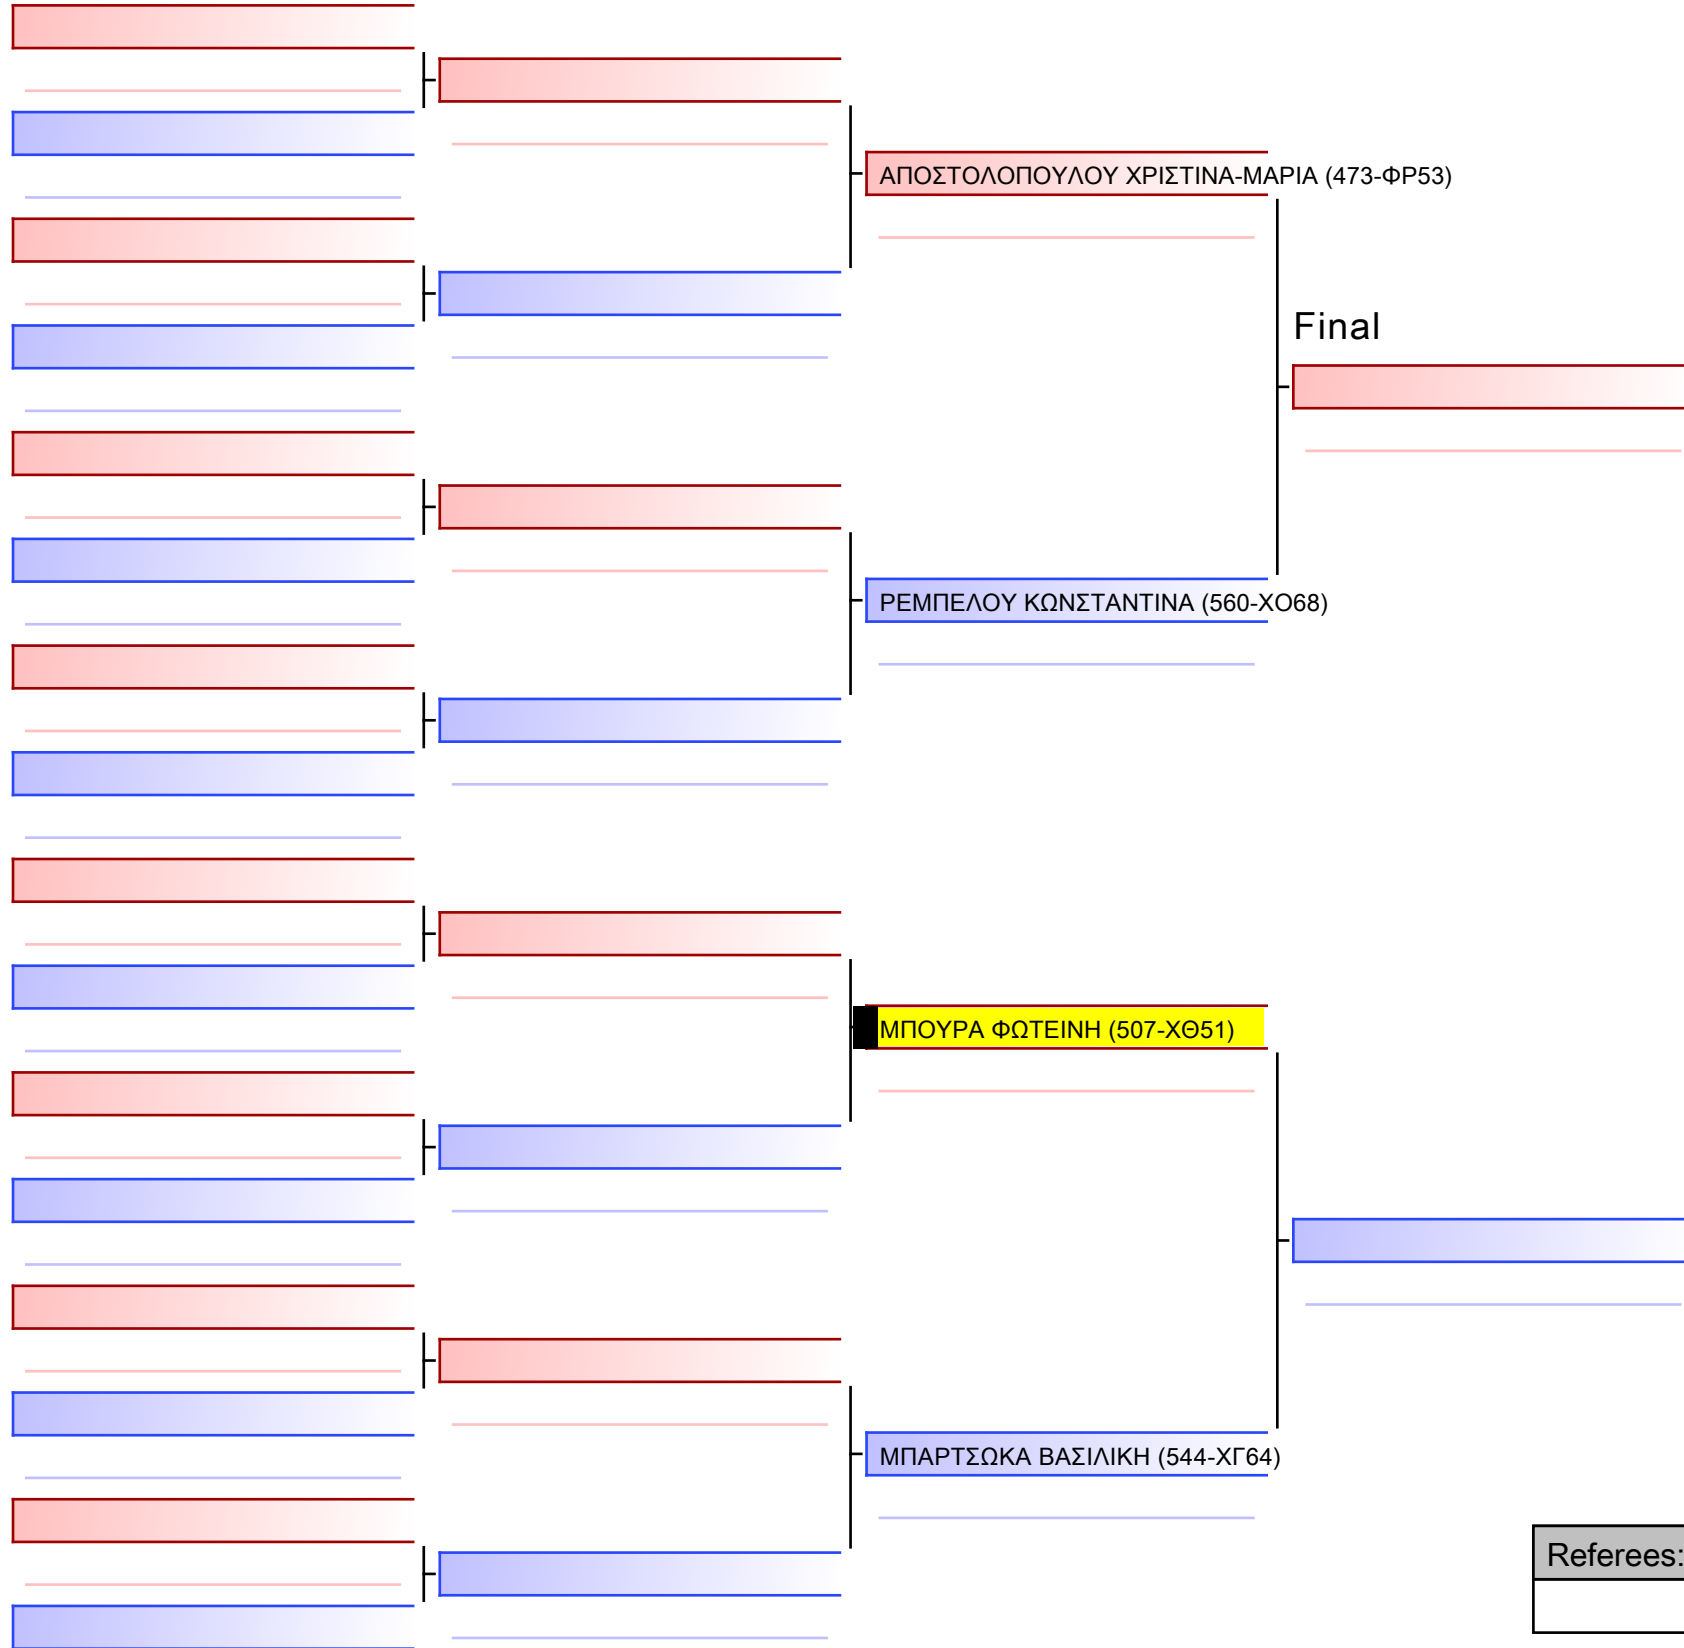 ΑΠΟΣΤΟΛΟΠΟΥΛΟΥ ΧΡΙΣΤΙΝΑ-ΜΑΡΙΑ (473-ΦΡ53)
Final
ΡΕΜΠΕΛΟΥ ΚΩΝΣΤΑΝΤΙΝΑ (560-ΧΟ68)
ΜΠΟΥΡΑ ΦΩΤΕΙΝΗ (507-ΧΘ51)
ΜΠΑΡΤΣΩΚΑ ΒΑΣΙΛΙΚΗ (544-ΧΓ64)
Referees: